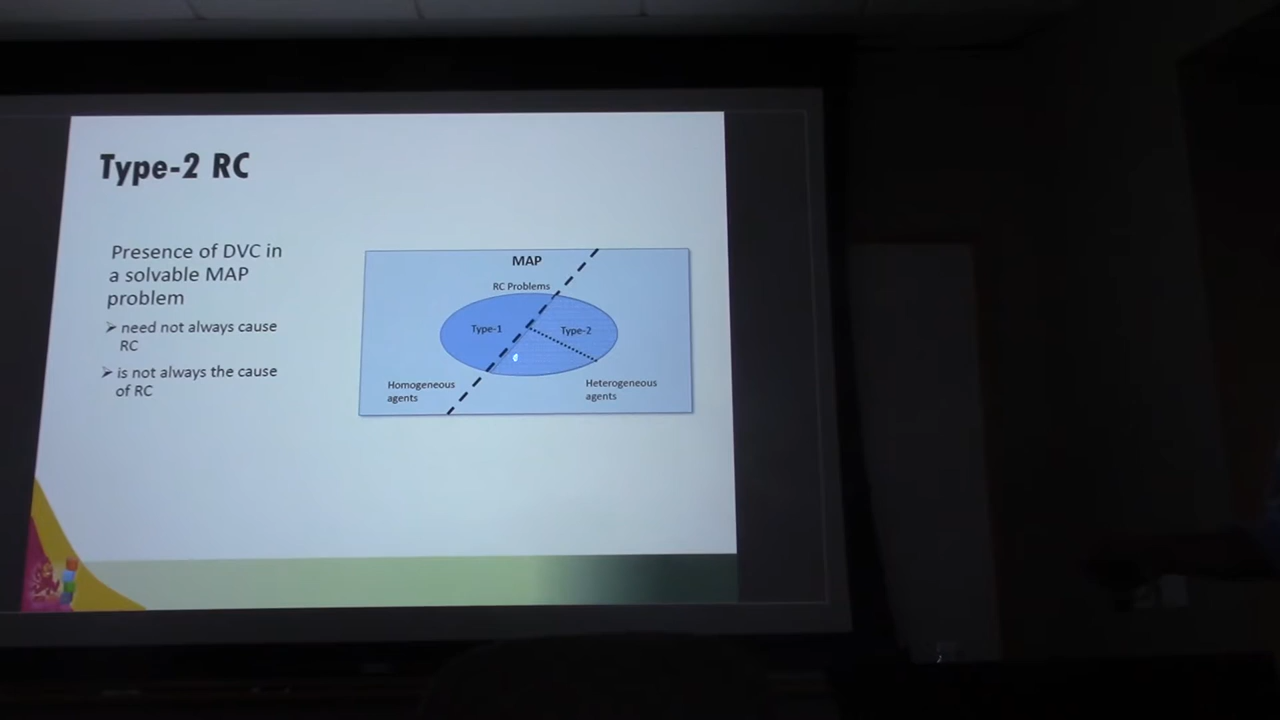 Type-2 RC
Presence of DVC in
a solvable MAP
problem
➢ need not always cause
RC
➢ is not always the cause
of RC
MAP
RC Problems
Type-1
Type-2
Homogeneous
agents
Heterogeneous
agents